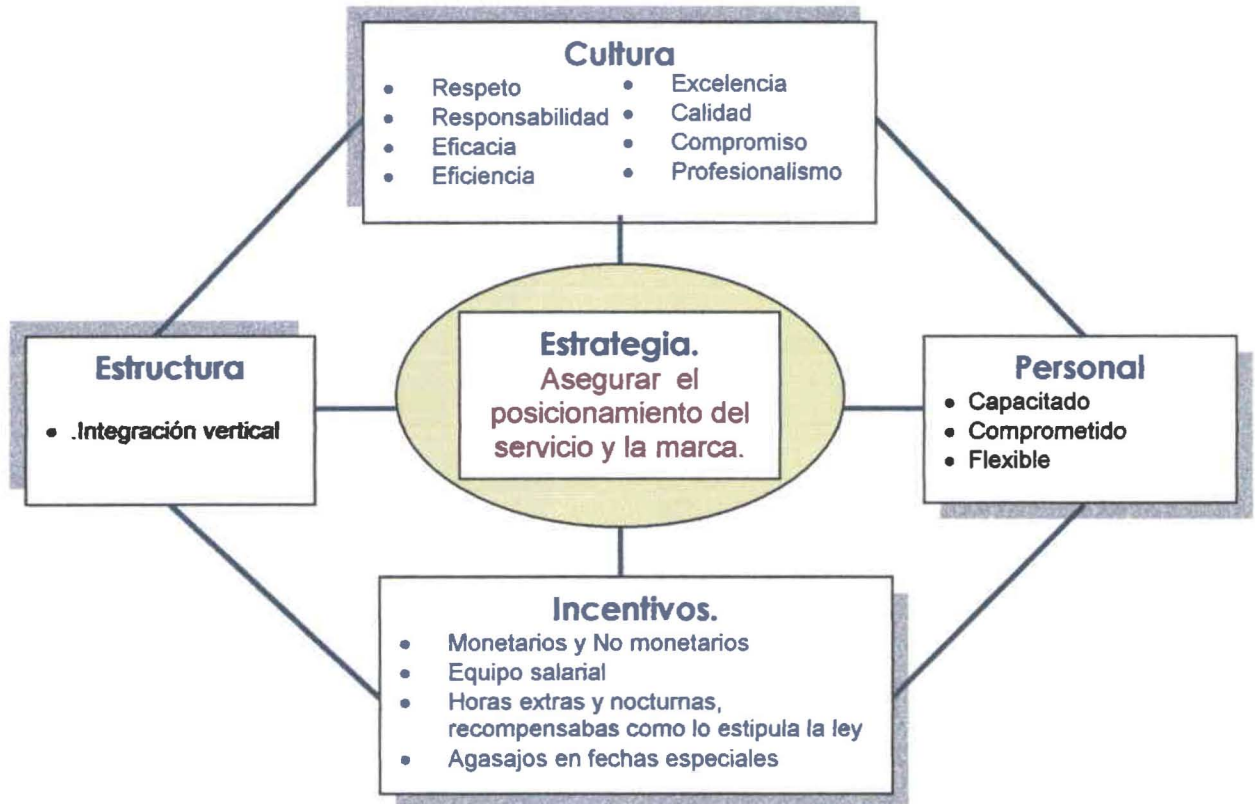 Cultura
• Respeto
• Responsabilidad
• Eficacia
• Eficiencia
• Excelencia
• Calidad
• Compromiso
• Profesionalismo
Estructura
• .Integración vertical
Estrategia.
Asegurar el
posicionamiento del
servicio y la marca.
Personal
• Capacitado
• Comprometido
• Flexible
Incentivos.
• Monetarios y No monetarios
• Equipo salarial
• Horas extras y nocturnas,
recompensabas como lo estipula la ley
• Agasajos en fechas especiales